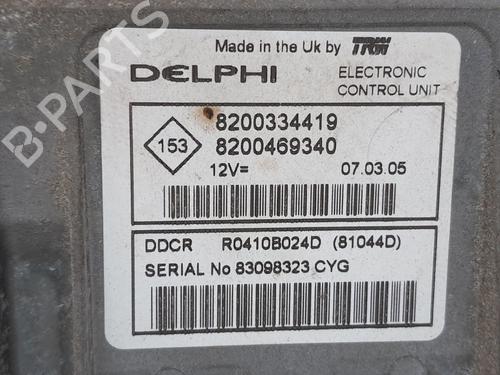 Made in the Uk by TRW
DELPHI
ELECTRONIC
CONTROL UNIT
153
8200334419
8200469340
12V=
07.03.05
DDCR R0410B024D (81044D)
SERIAL No 83098323 CYG
B-PARTS